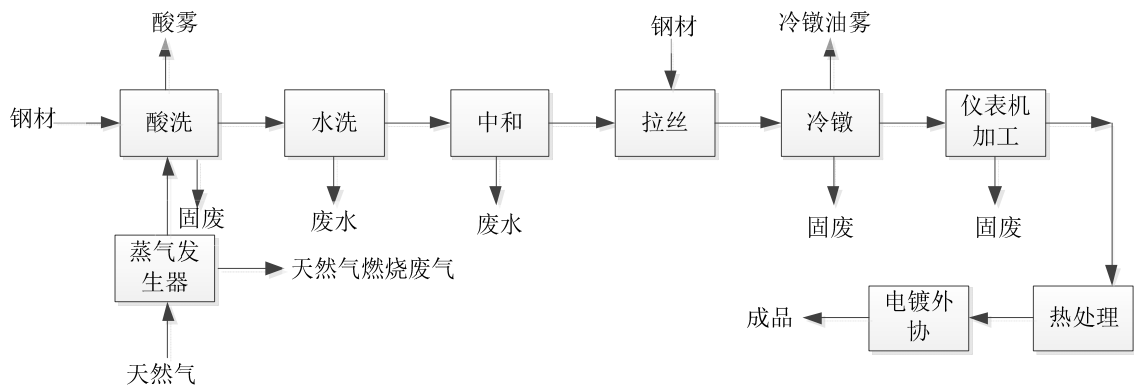 酸雾
钢材
冷镦油雾
钢材
酸洗
水洗
中和
拉丝
冷镦
仪表机
加工
固废
废水
废水
固废
固废
蒸气发
生器
天然气燃烧废气
成品
电镀外
协
热处理
天然气